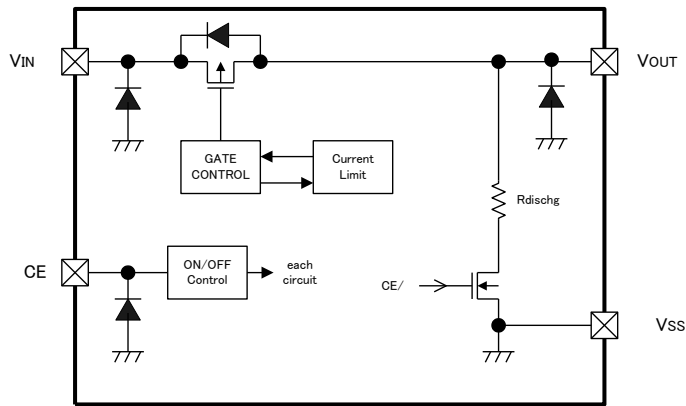 VIN
VOUT
GATE
CONTROL
Current
Limit
Rdischg
CE
ON/OFF
Control
each
circuit
CE/
VSS